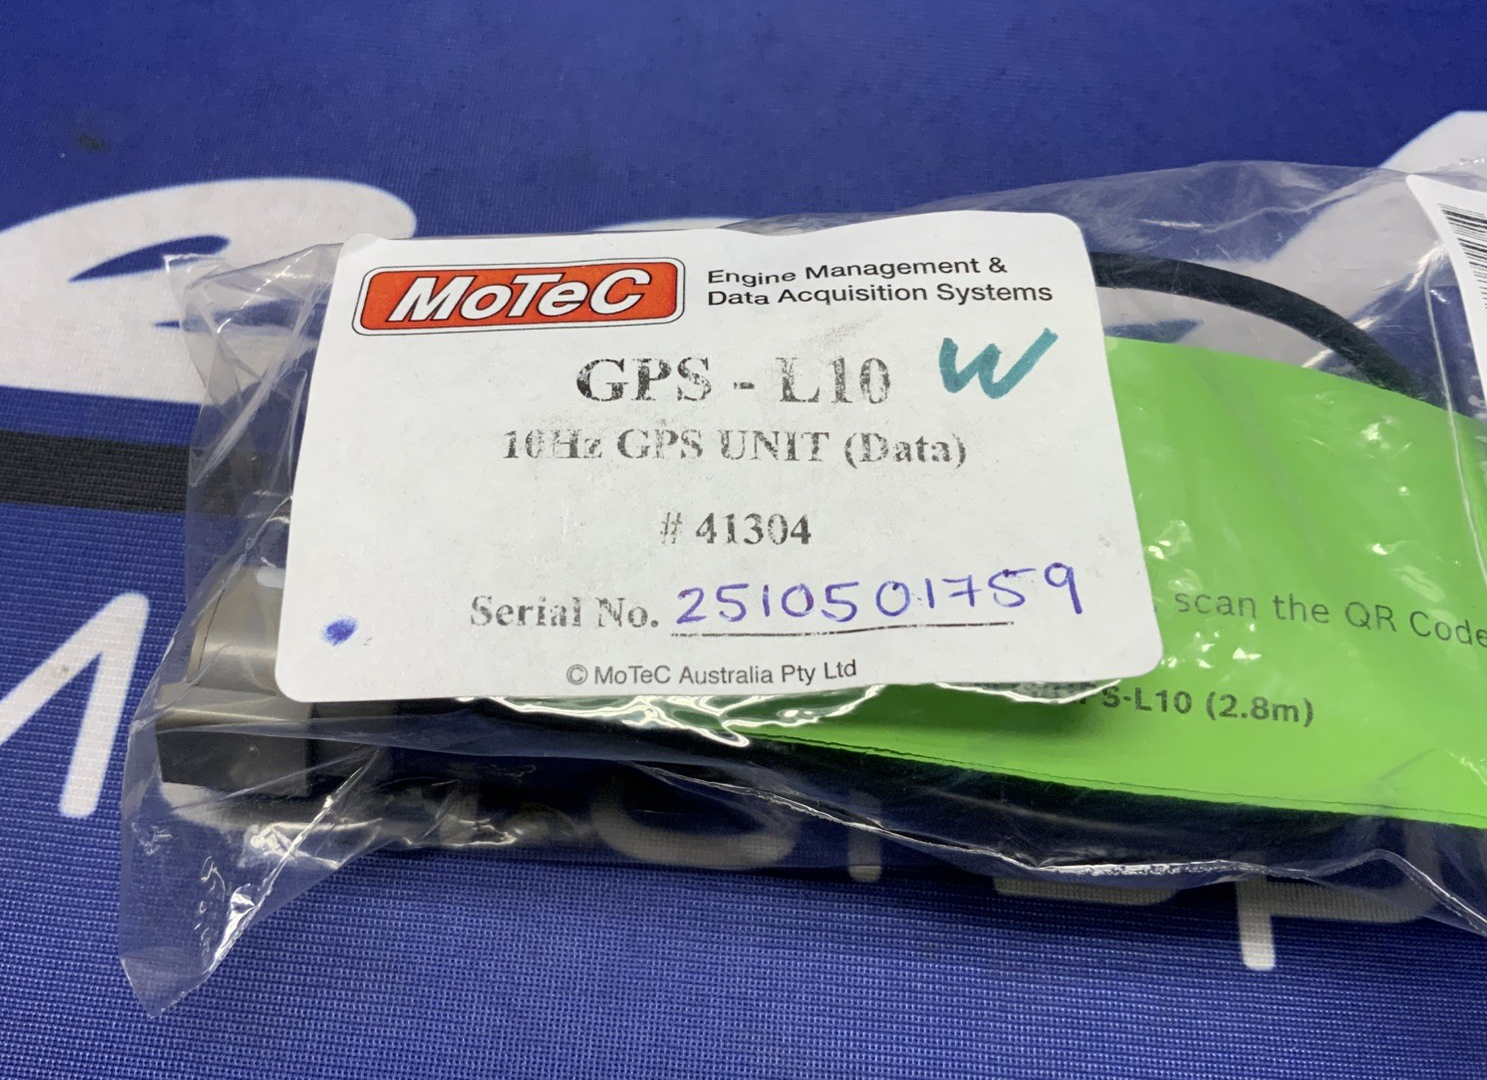 MoTeC
Engine Management &
Data Acquisition Systems
GPS - L10 W
10Hz GPS UNIT (Data)
# 41304
Serial No. 2510501759
© MoTeC Australia Pty Ltd
scan the QR Code
PS-L10 (2.8m)